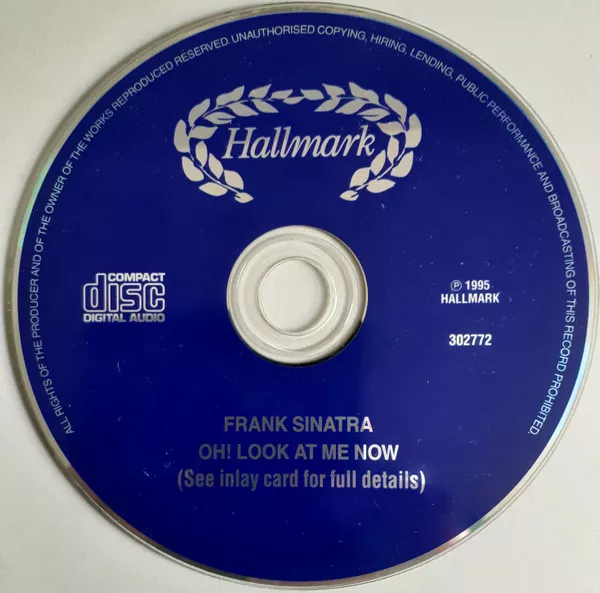 ALL RIGHTS OF THE PRODUCER AND OF THE OWNER OF THE WORKS REPRODUCED RESERVED. UNAUTHORISED COPYING, HIRING, LENDING, PUBLIC PERFORMANCE AND BROADCASTING OF THIS RECORD PROHIBITED.
Hallmark
COMPACT
disc
DIGITAL AUDIO
℗ 1995
HALLMARK
302772
FRANK SINATRA
OH! LOOK AT ME NOW
(See inlay card for full details)